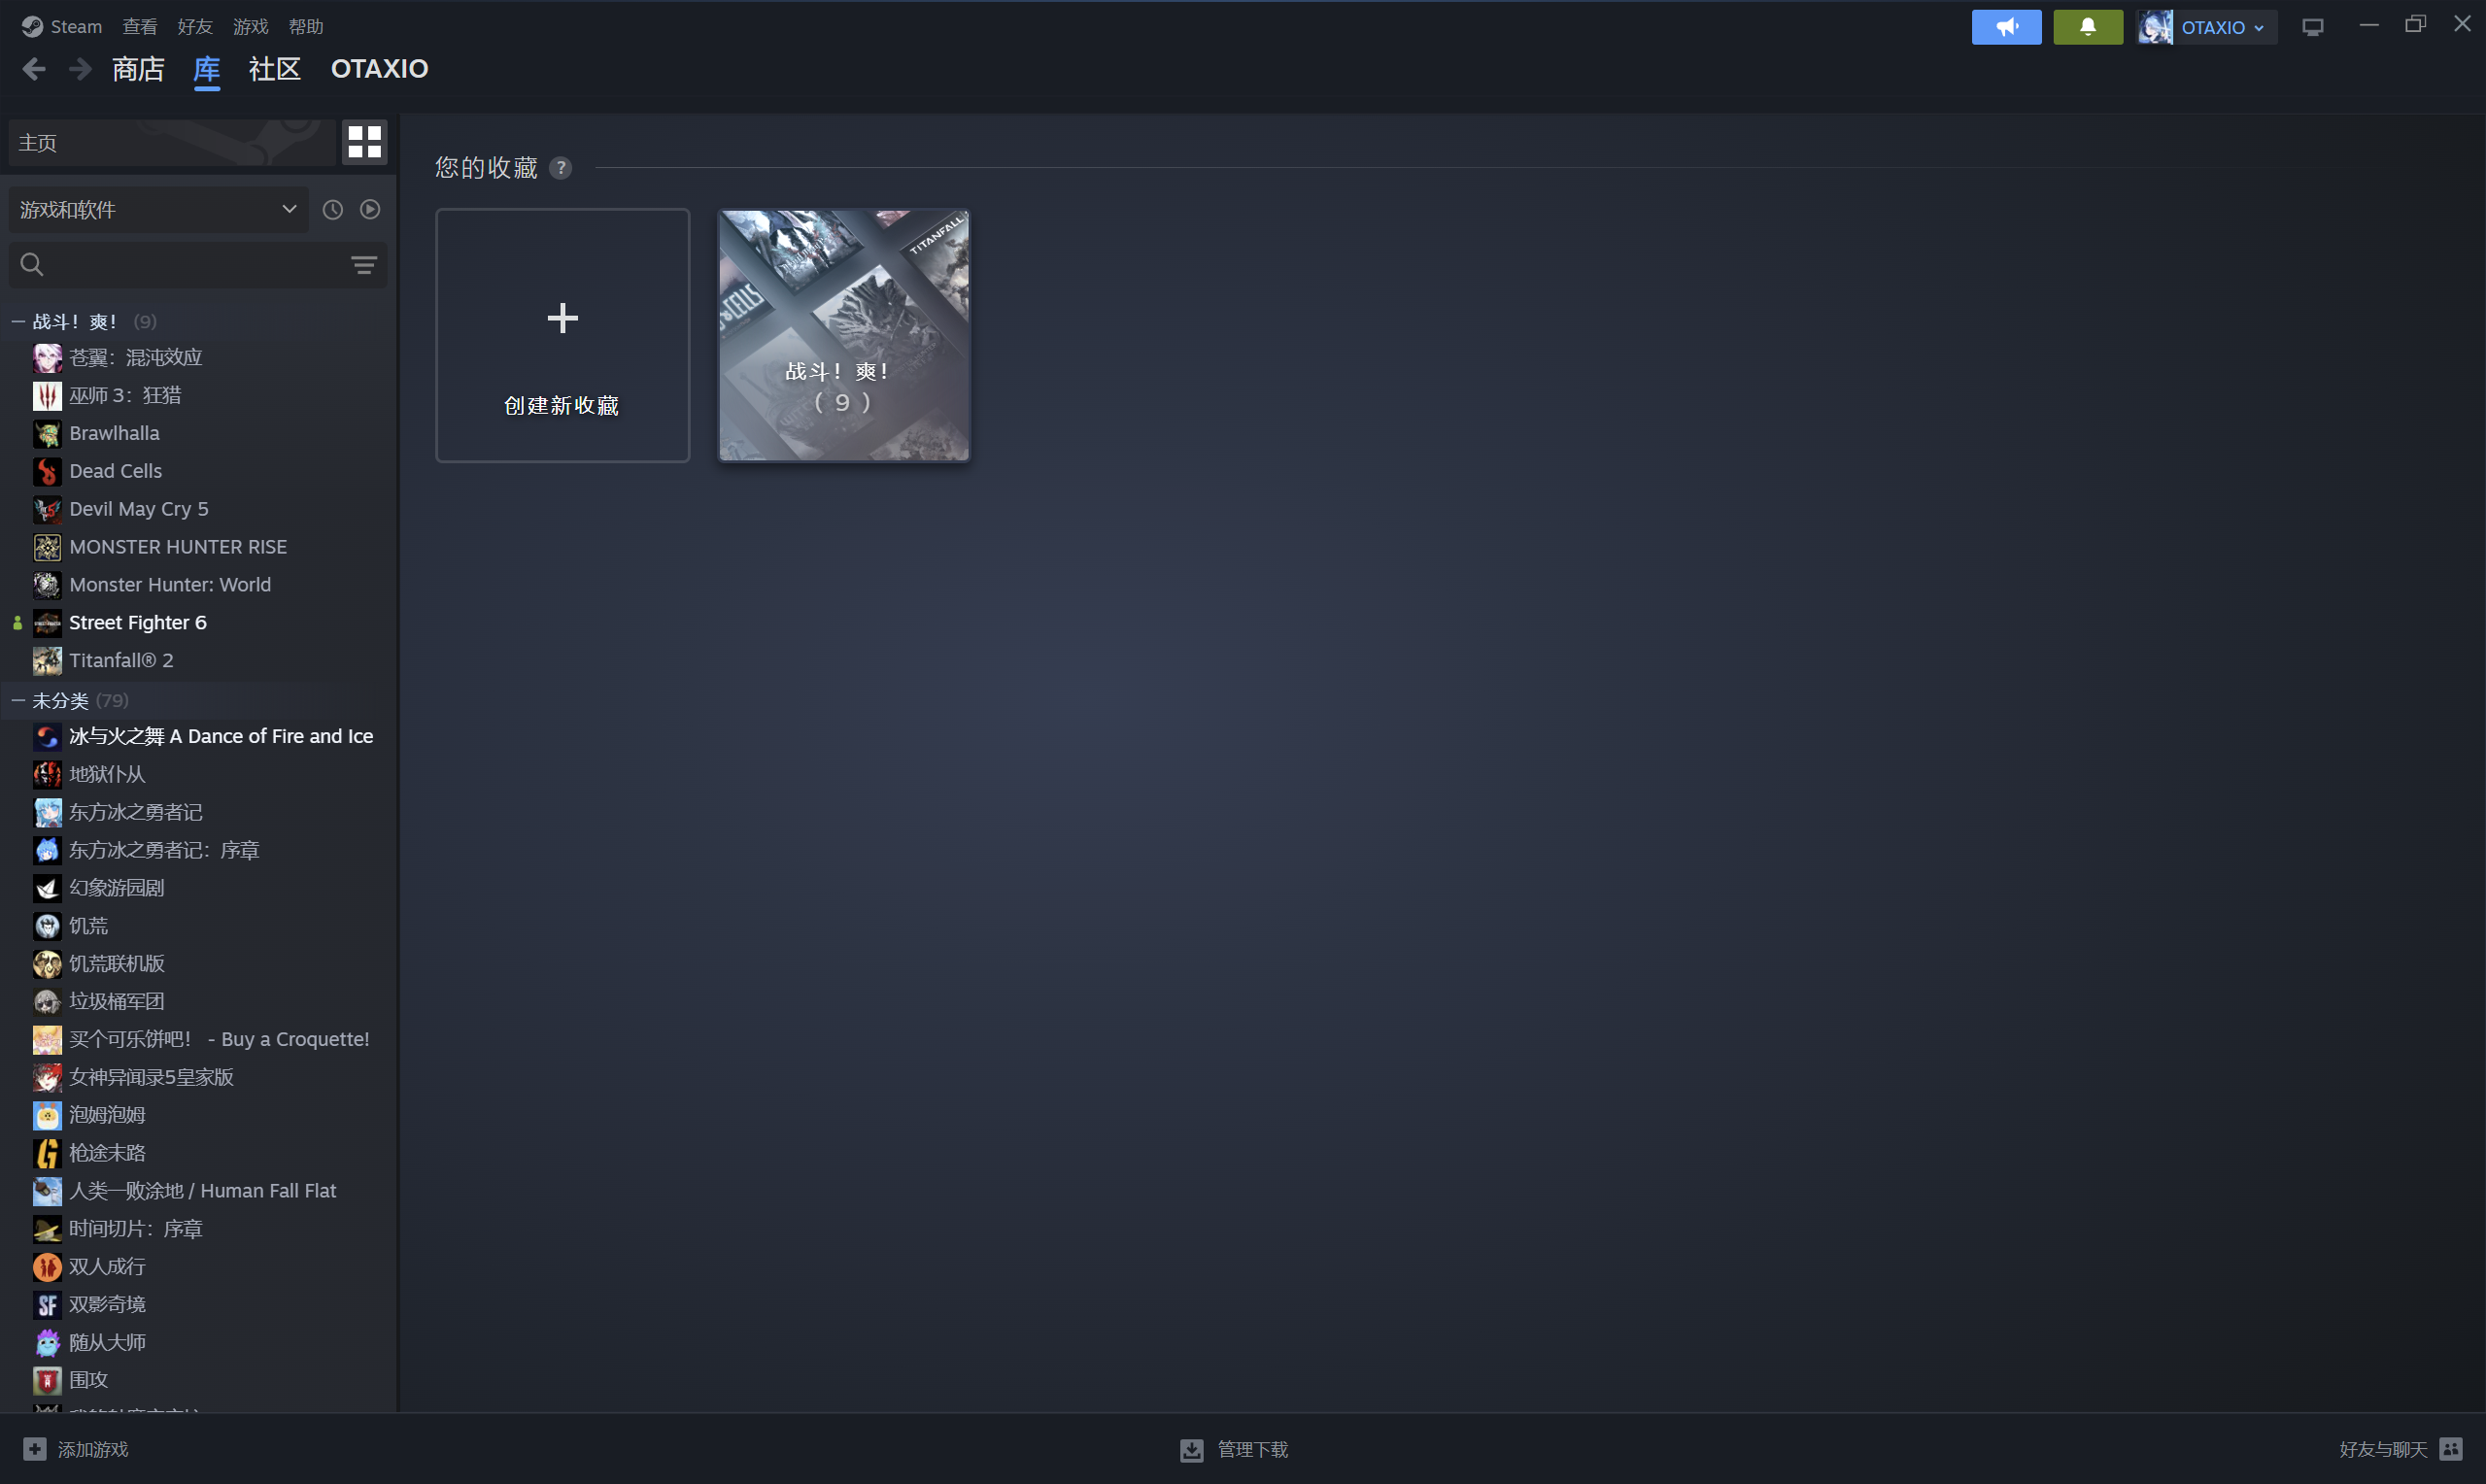 Steam 查看 好友 游戏 帮助
OTAXIO
商店 库 社区 OTAXIO
主页
游戏和软件
战斗！爽！ (9)
苍翼：混沌效应
巫师 3：狂猎
Brawlhalla
Dead Cells
Devil May Cry 5
MONSTER HUNTER RISE
Monster Hunter: World
Street Fighter 6
Titanfall® 2
未分类 (79)
冰与火之舞 A Dance of Fire and Ice
地狱仆从
东方冰之勇者记
东方冰之勇者记：序章
幻象游园剧
饥荒
饥荒联机版
垃圾桶军团
买个可乐饼吧！ - Buy a Croquette!
女神异闻录5皇家版
泡姆泡姆
枪途末路
人类一败涂地 / Human Fall Flat
时间切片：序章
双人成行
SF 双影奇境
随从大师
围攻
您的收藏 ?
+
创建新收藏
TITANFALL
CELLS
战斗！爽！
( 9 )
添加游戏
管理下载
好友与聊天